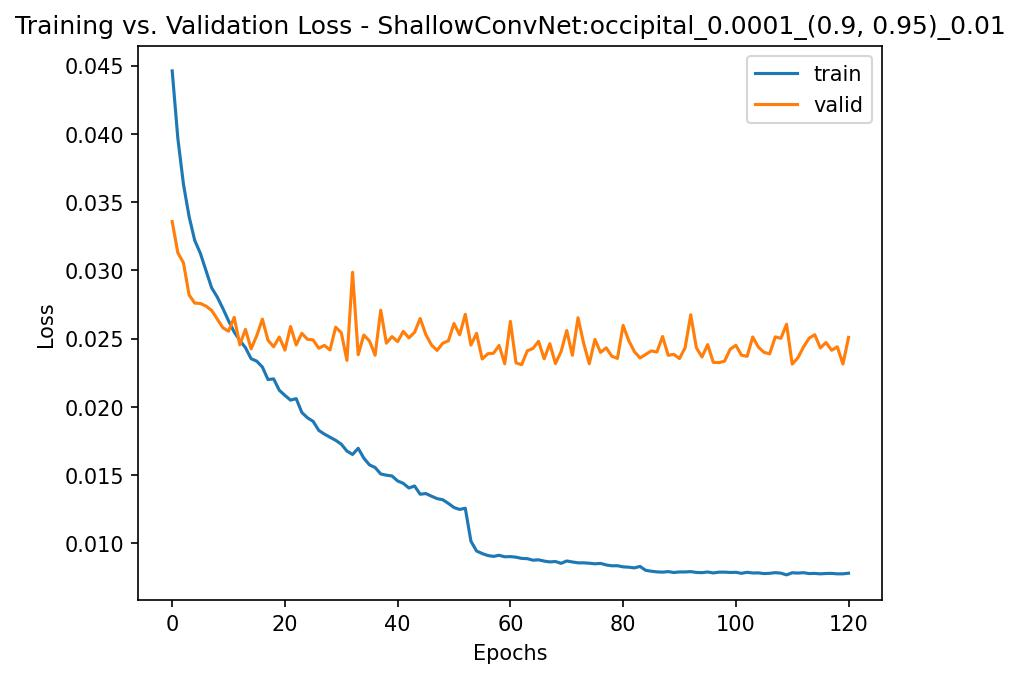 Training vs. Validation Loss - ShallowConvNet:occipital_0.0001_(0.9, 0.95)_0.01
train
valid
Loss
0.045
0.040
0.035
0.030
0.025
0.020
0.015
0.010
0 20 40 60 80 100 120
Epochs